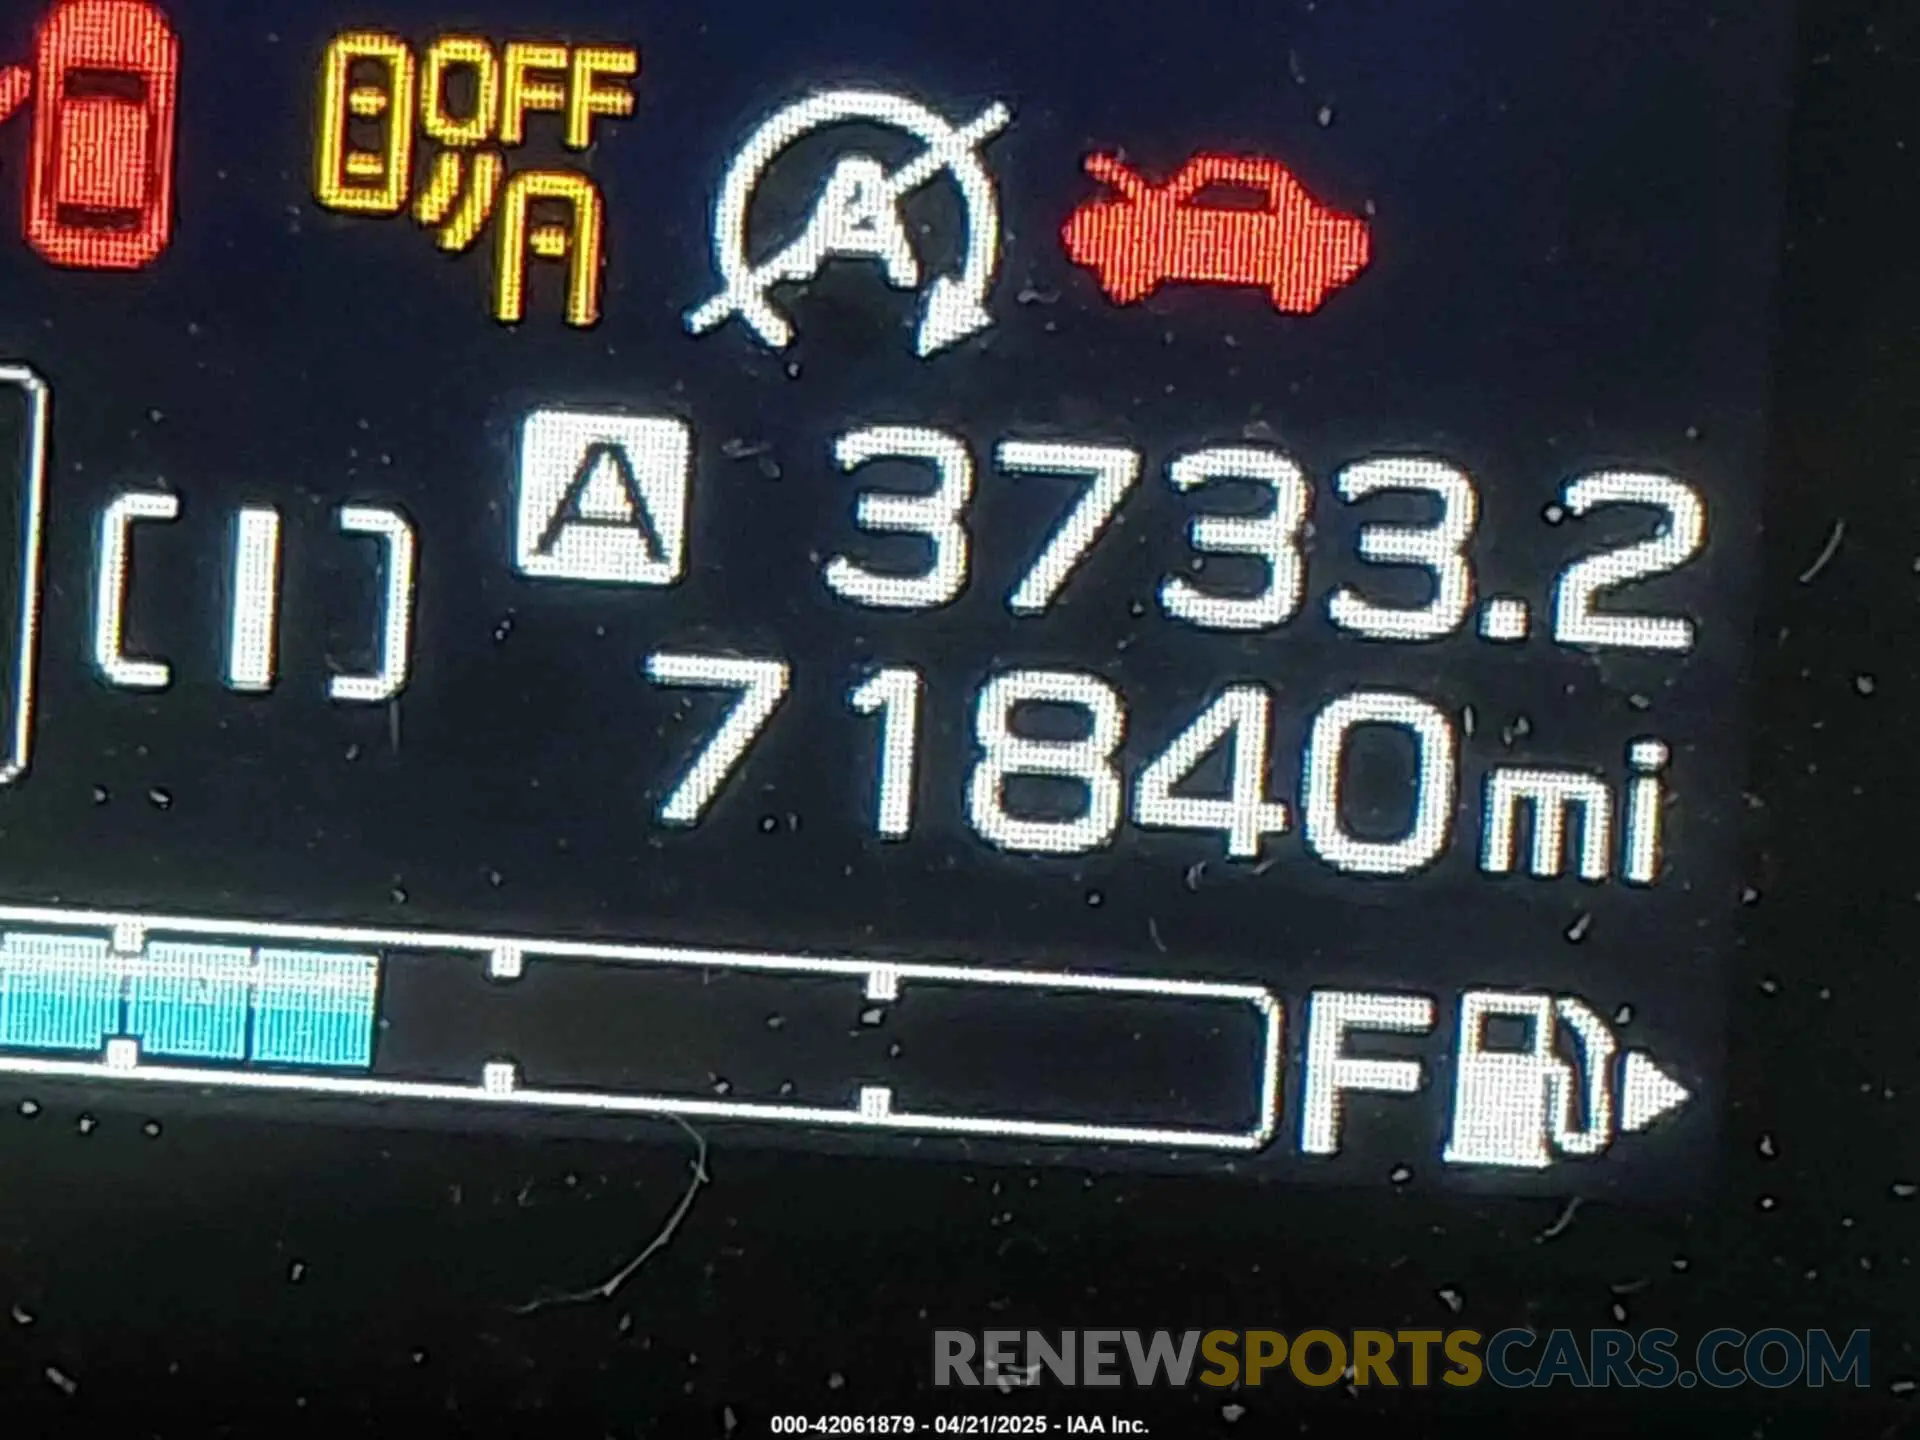 OFF
A
A 3733.2
[I] 71840mi
F
RENEWSPORTSCARS.COM
000-42061879 - 04/21/2025 - IAA Inc.